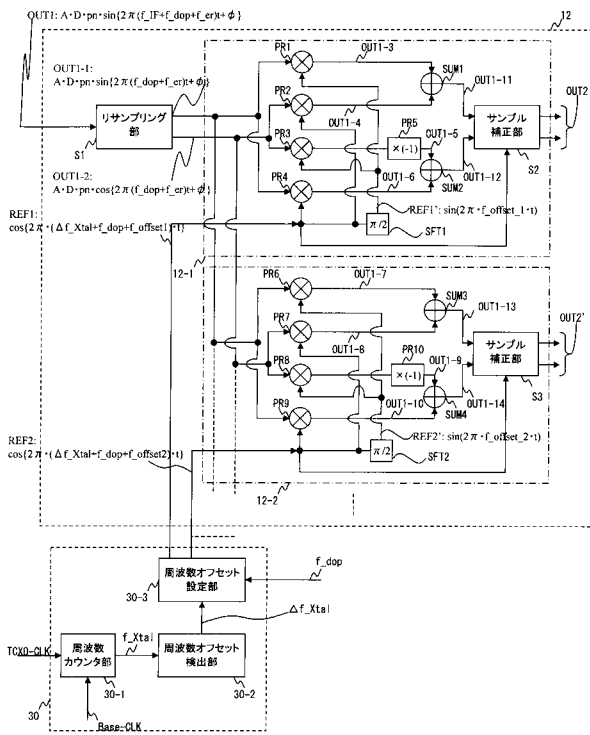 OUT1: A・D・pn・sin{2π(f_IF+f_dop+f_er)t+φ}
12
OUT1-1:
A・D・pn・sin{2π(f_dop+f_er)t+φ}
リサンプリング
部
S1
OUT1-2:
A・D・pn・cos{2π(f_dop+f_er)t+φ}
PR1
OUT1-3
SUM1
OUT1-11
PR2
OUT1-4
PR3
PR5
×(-1)
OUT1-5
PR4
OUT1-6
SUM2
OUT1-12
サンプル
補正部
S2
OUT2
REF1:
cos{2π・(Δf_Xtal+f_dop+f_offset1)・t}
REF1': sin(2π・f_offset_1・t)
π/2
SFT1
12-1
PR6
OUT1-7
SUM3
OUT1-13
PR7
OUT1-8
PR8
PR10
×(-1)
OUT1-9
PR9
OUT1-10
SUM4
OUT1-14
サンプル
補正部
S3
OUT2'
REF2:
cos{2π・(Δf_Xtal+f_dop+f_offset2)・t}
REF2': sin(2π・f_offset_2・t)
π/2
SFT2
12-2
周波数オフセット
設定部
30-3
f_dop
Δf_Xtal
TCXO-CLK
周波数
カウンタ部
30-1
f_Xtal
周波数オフセット
検出部
30-2
30
Base-CLK